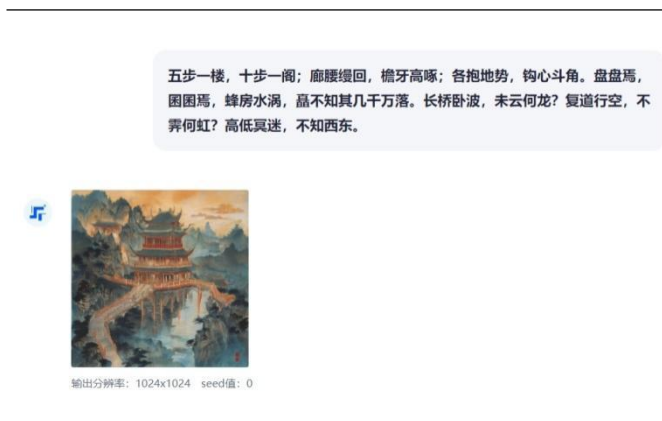 五步一楼，十步一阁；廊腰缦回，檐牙高啄；各抱地势，钩心斗角。盘盘焉，
囷囷焉，蜂房水涡，矗不知其几千万落。长桥卧波，未云何龙？复道行空，不
霁何虹？高低冥迷，不知西东。
输出分辨率：1024x1024 seed值：0